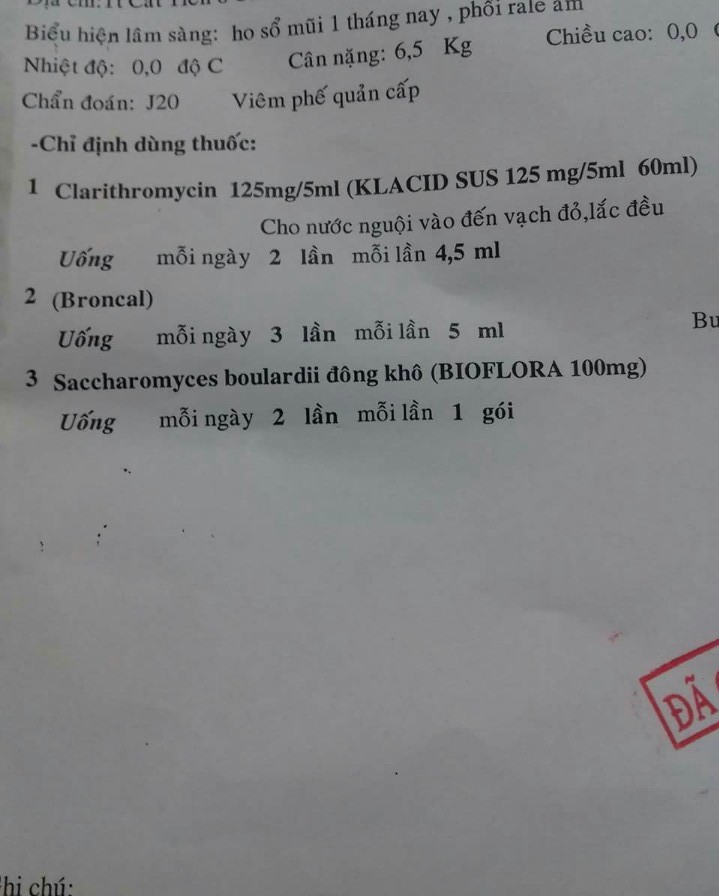 Biểu hiện lâm sàng: ho sổ mũi 1 tháng nay , phổi rale ẩm
Nhiệt độ: 0,0 độ C Cân nặng: 6,5 Kg Chiều cao: 0,0
Chẩn đoán: J20 Viêm phế quản cấp
-Chỉ định dùng thuốc:
1 Clarithromycin 125mg/5ml (KLACID SUS 125 mg/5ml 60ml)
Cho nước nguội vào đến vạch đỏ,lắc đều
Uống mỗi ngày 2 lần mỗi lần 4,5 ml
2 (Broncal)
Uống mỗi ngày 3 lần mỗi lần 5 ml Bu
3 Saccharomyces boulardii đông khô (BIOFLORA 100mg)
Uống mỗi ngày 2 lần mỗi lần 1 gói
ĐÃ
hi chú: